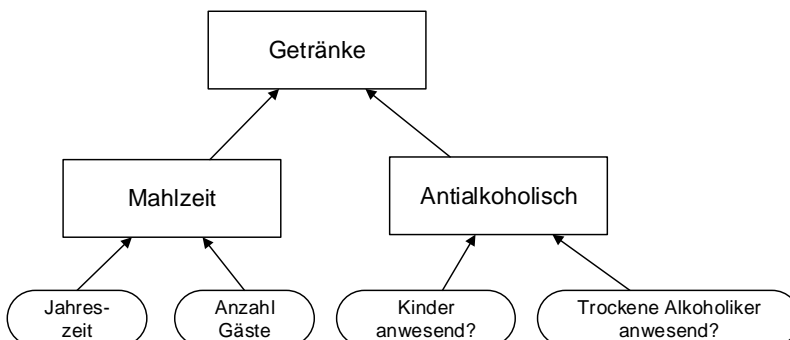 Getränke
Mahlzeit
Antialkoholisch
Jahres-
zeit
Anzahl
Gäste
Kinder
anwesend?
Trockene Alkoholiker
anwesend?